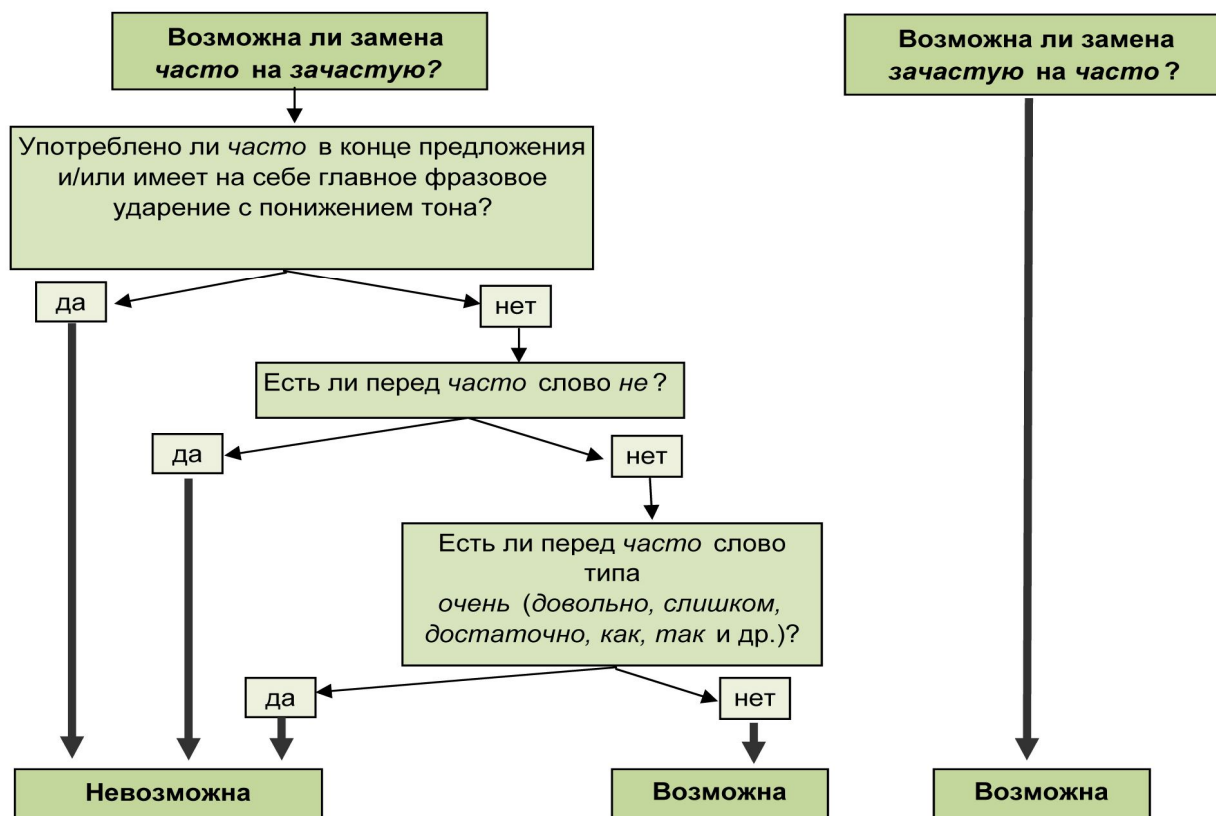 Возможна ли замена
часто на зачастую?
Употреблено ли часто в конце предложения
и/или имеет на себе главное фразовое
ударение с понижением тона?
да
нет
Есть ли перед часто слово не?
да
нет
Есть ли перед часто слово
типа
очень (довольно, слишком,
достаточно, как, так и др.)?
да
нет
Невозможна
Возможна
Возможна ли замена
зачастую на часто?
Возможна